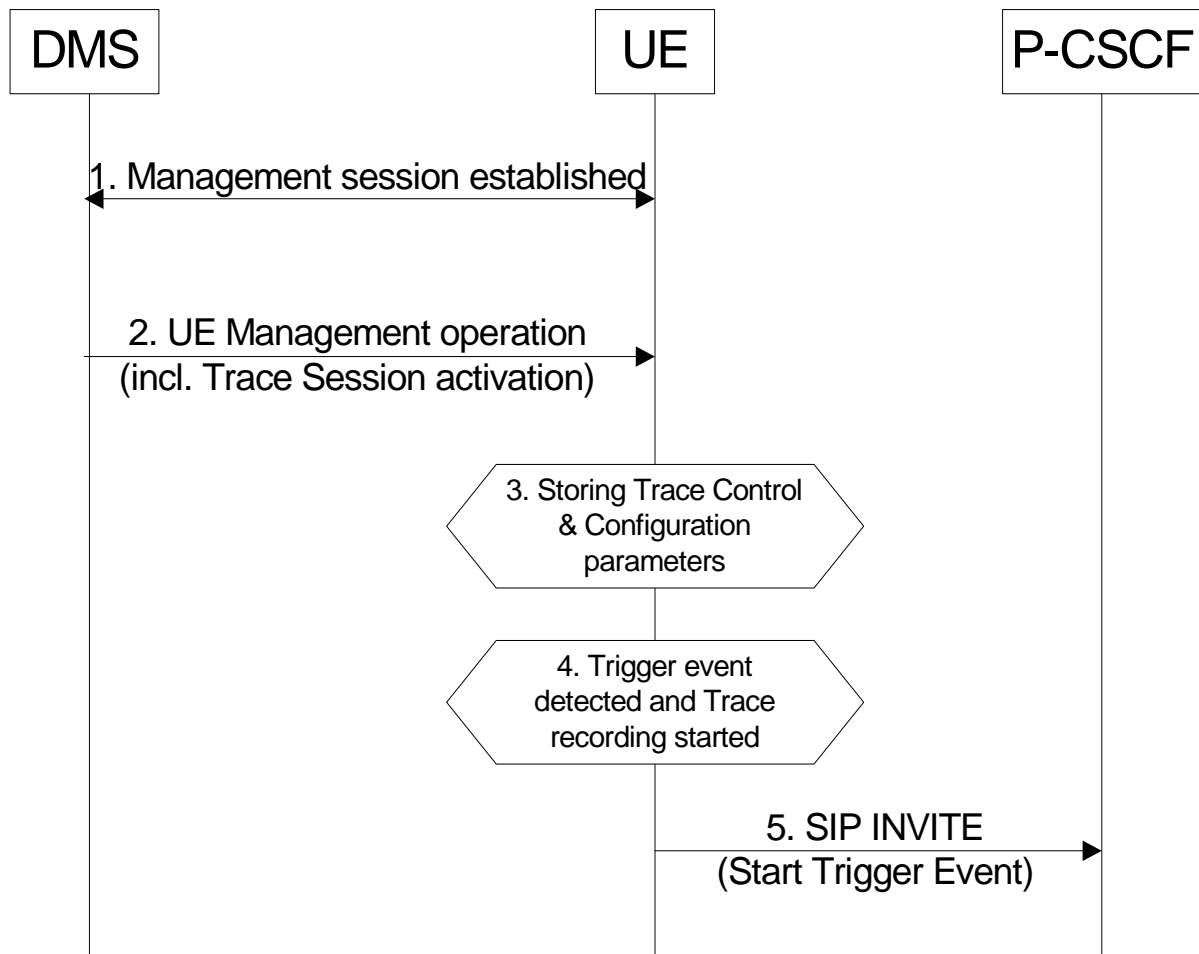 DMS
UE
P-CSCF
1. Management session established
2. UE Management operation
(incl. Trace Session activation)
3. Storing Trace Control
& Configuration
parameters
4. Trigger event
detected and Trace
recording started
5. SIP INVITE
(Start Trigger Event)